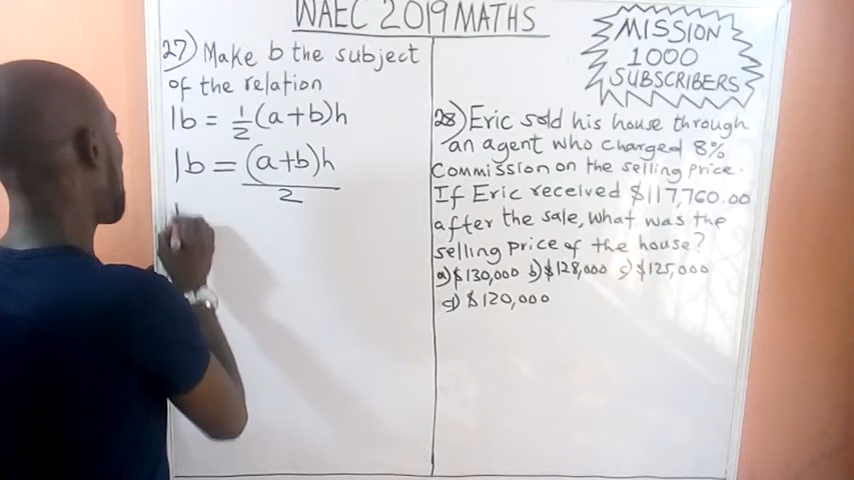 WAEC 2019 MATHS
27) Make b the subject
of the relation
lb = 1/2 (a+b)h
lb = (a+b)h
2
MISSION
1000
SUBSCRIBERS
28) Eric sold his house through
an agent who charged 8%
Commission on the selling price.
If Eric received $117,760.00
after the sale, what was the
selling price of the house?
a) $130,000 b) $128,000 c) $125,000
d) $120,000